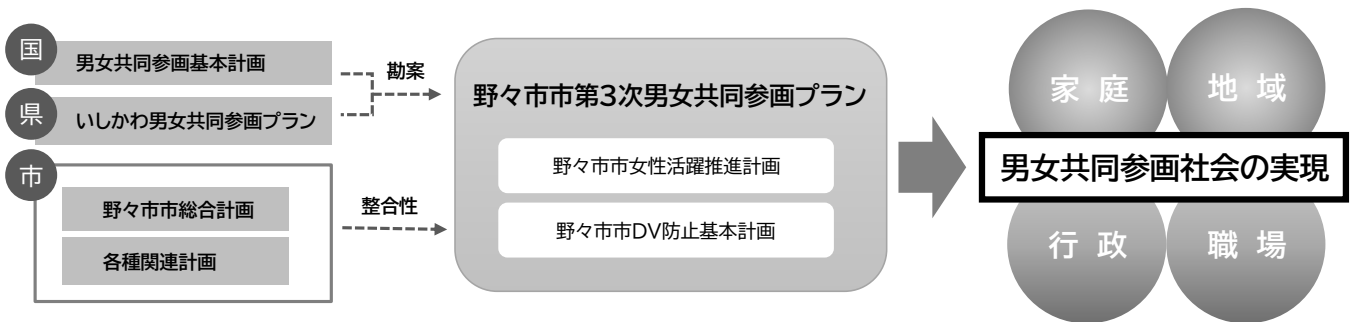 国
男女共同参画基本計画
県
いしかわ男女共同参画プラン
勘案
市
野々市市総合計画
各種関連計画
整合性
野々市市第3次男女共同参画プラン
野々市市女性活躍推進計画
野々市市DV防止基本計画
家庭
地域
男女共同参画社会の実現
行政
職場